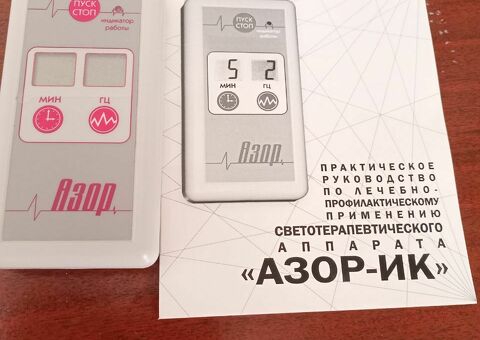 ПУСК
СТОП
индикатор
работы
МИН
ГЦ
Азор
ПУСК
СТОП
индикатор
работы
5
2
МИН
ГЦ
Азор
ПРАКТИЧЕСКОЕ
РУКОВОДСТВО
ПО ЛЕЧЕБНО-
ПРОФИЛАКТИЧЕСКОМУ
ПРИМЕНЕНИЮ
СВЕТОТЕРАПЕВТИЧЕСКОГО
АППАРАТА
«АЗОР-ИК»